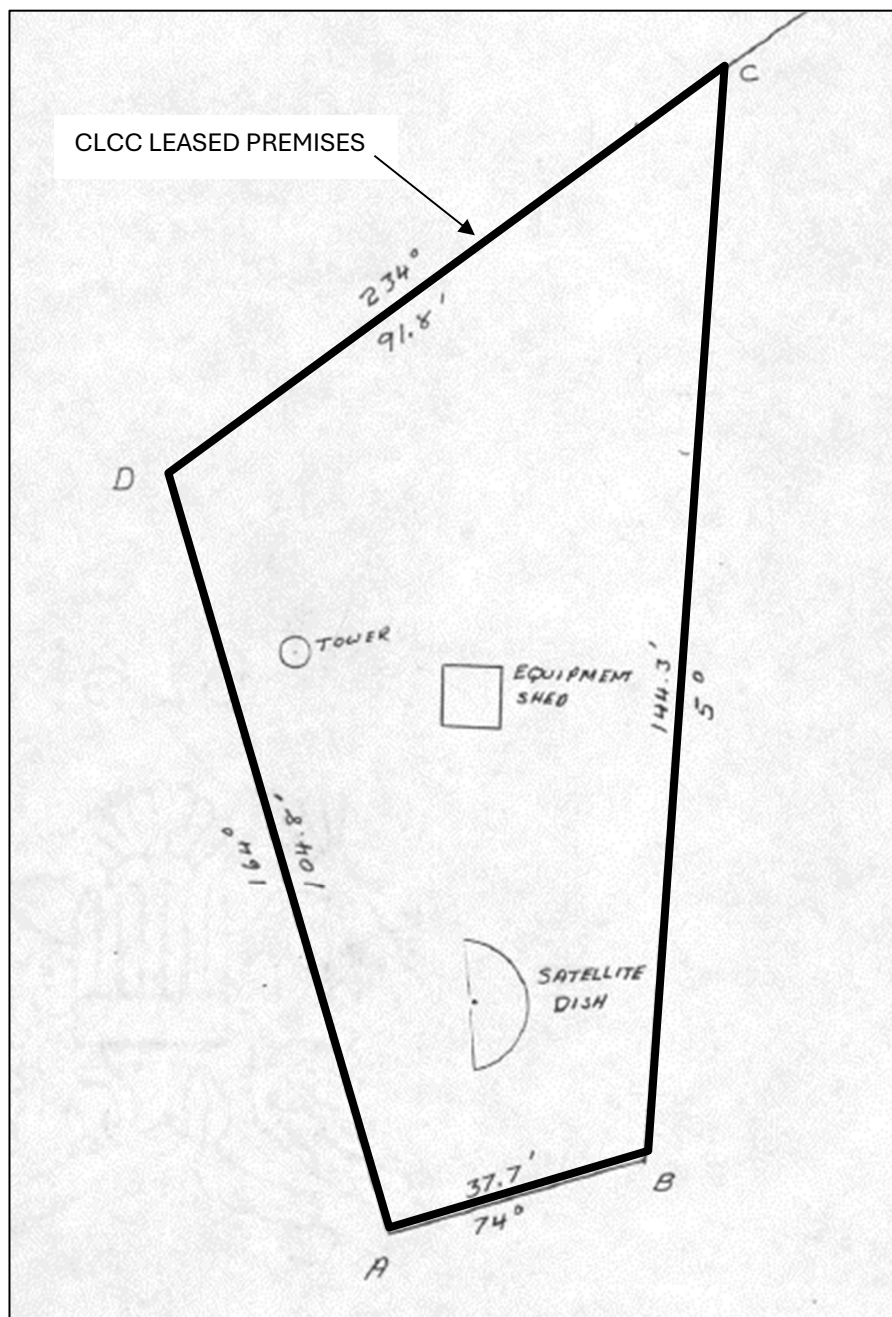 C
CLCC LEASED PREMISES
234°
91.8'
D
TOWER
EQUIPMENT
SHED
144.3'
5°
104.8'
164°
SATELLITE
DISH
37.7'
74°
B
A